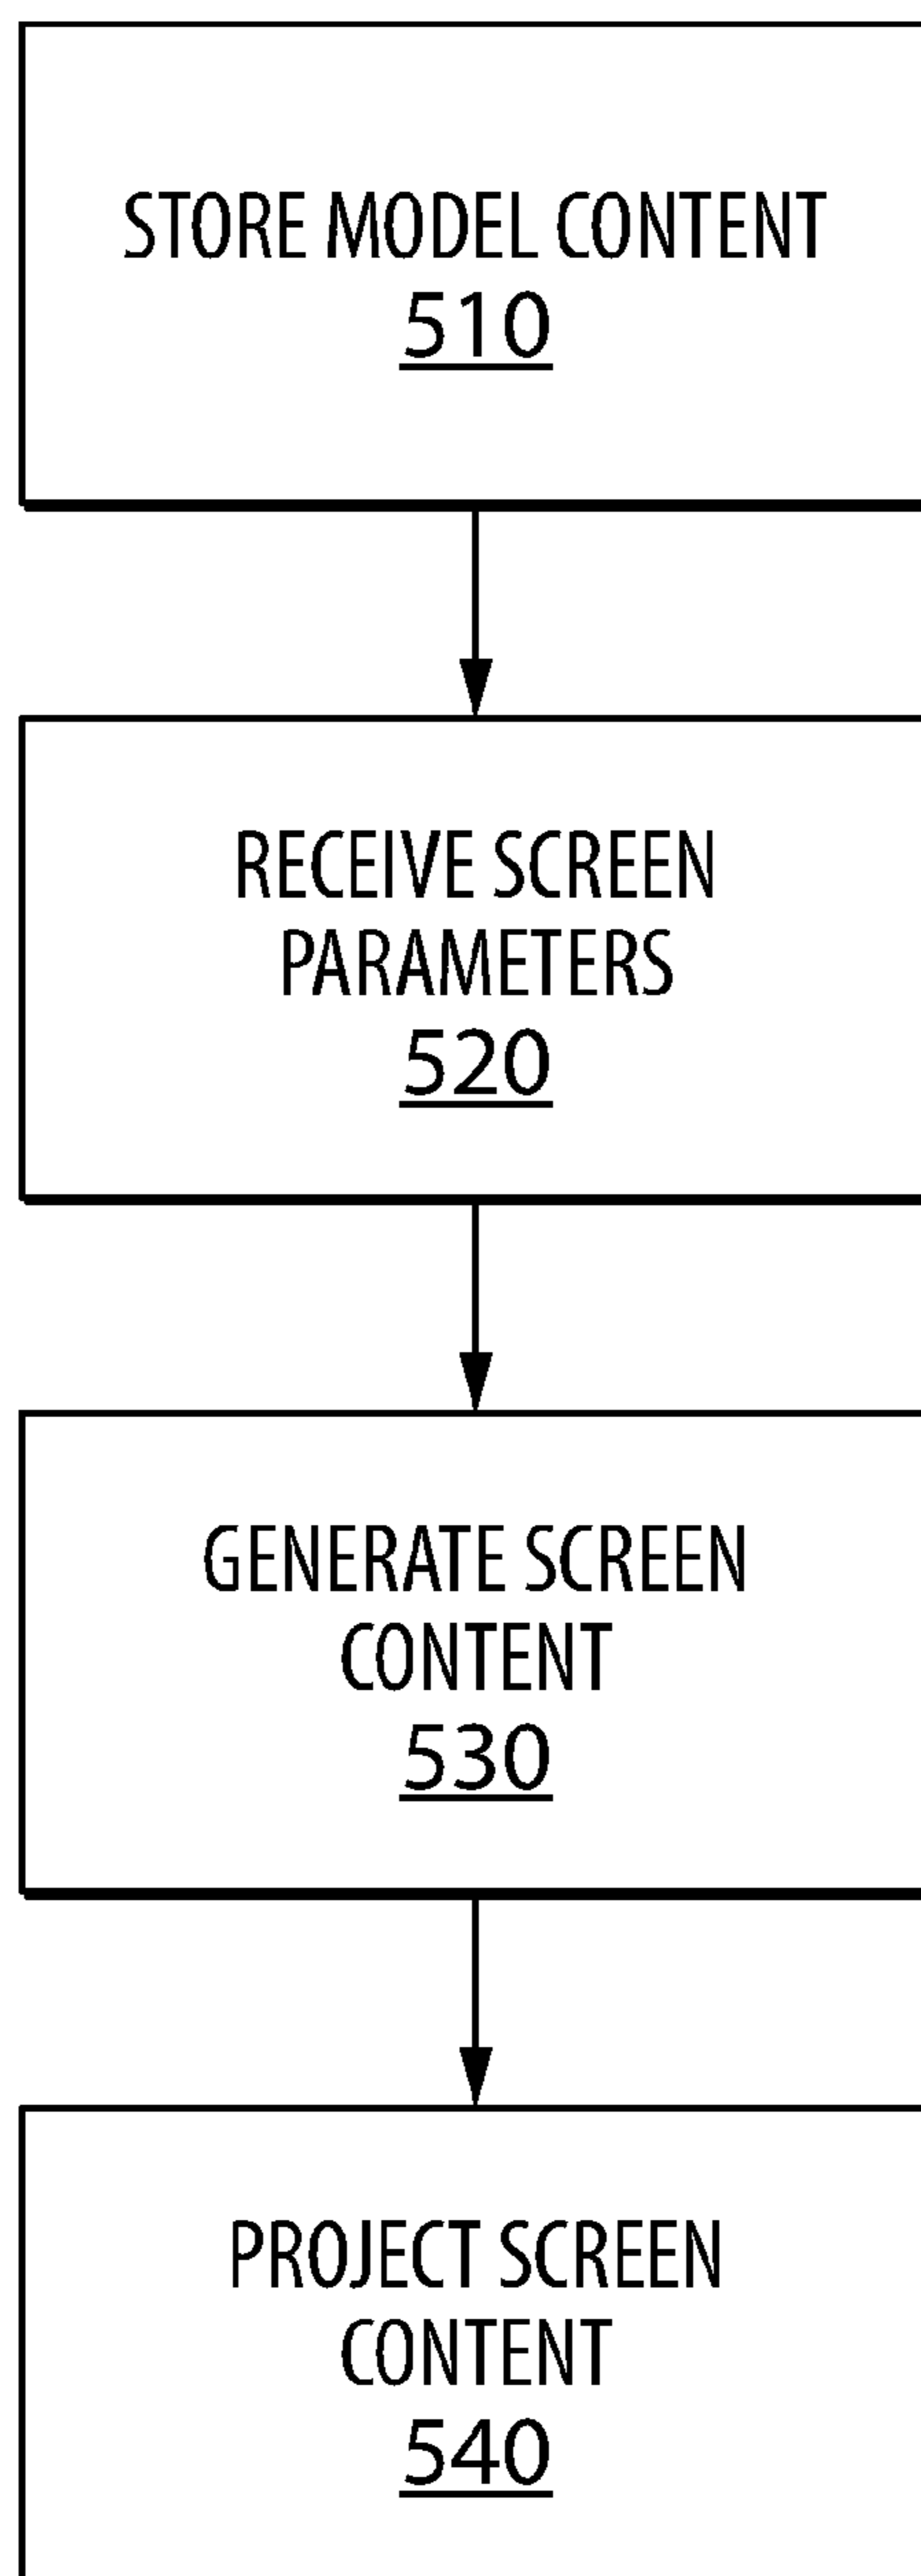 STORE MODEL CONTENT
510
RECEIVE SCREEN
PARAMETERS
520
GENERATE SCREEN
CONTENT
530
PROJECT SCREEN
CONTENT
540